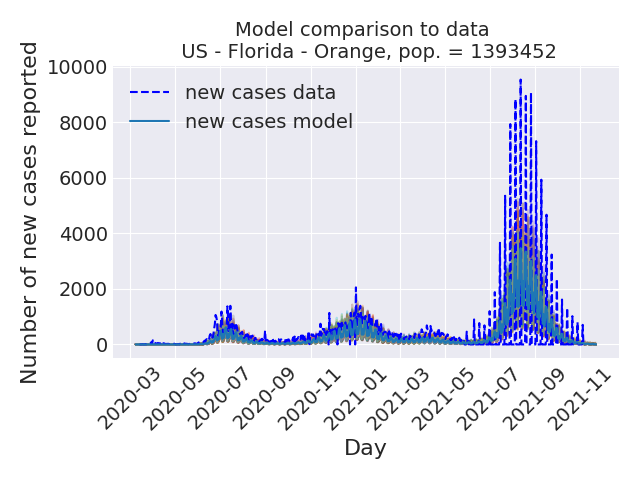 Model comparison to data
US - Florida - Orange, pop. = 1393452
Number of new cases reported
10000
8000
6000
4000
2000
0
new cases data
new cases model
2020-03
2020-05
2020-07
2020-09
2020-11
2021-01
2021-03
2021-05
2021-07
2021-09
2021-11
Day